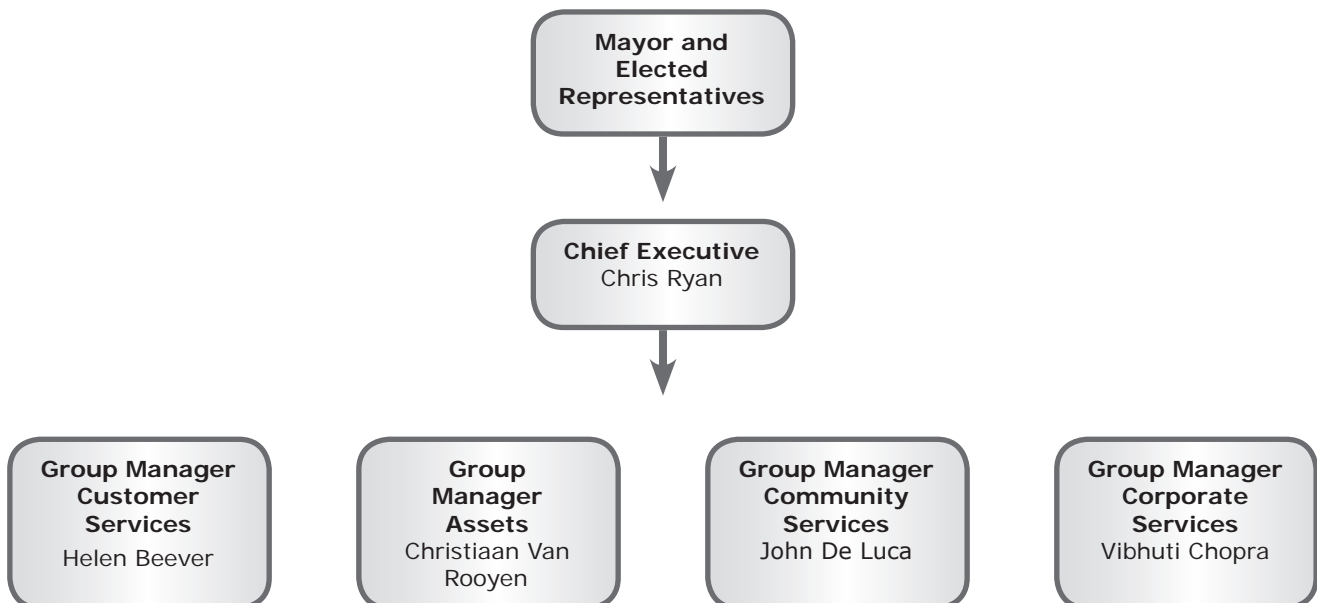 Mayor and
Elected
Representatives
Chief Executive
Chris Ryan
Group Manager
Customer
Services
Helen Beever
Group
Manager
Assets
Christiaan Van
Rooyen
Group Manager
Community
Services
John De Luca
Group Manager
Corporate
Services
Vibhuti Chopra